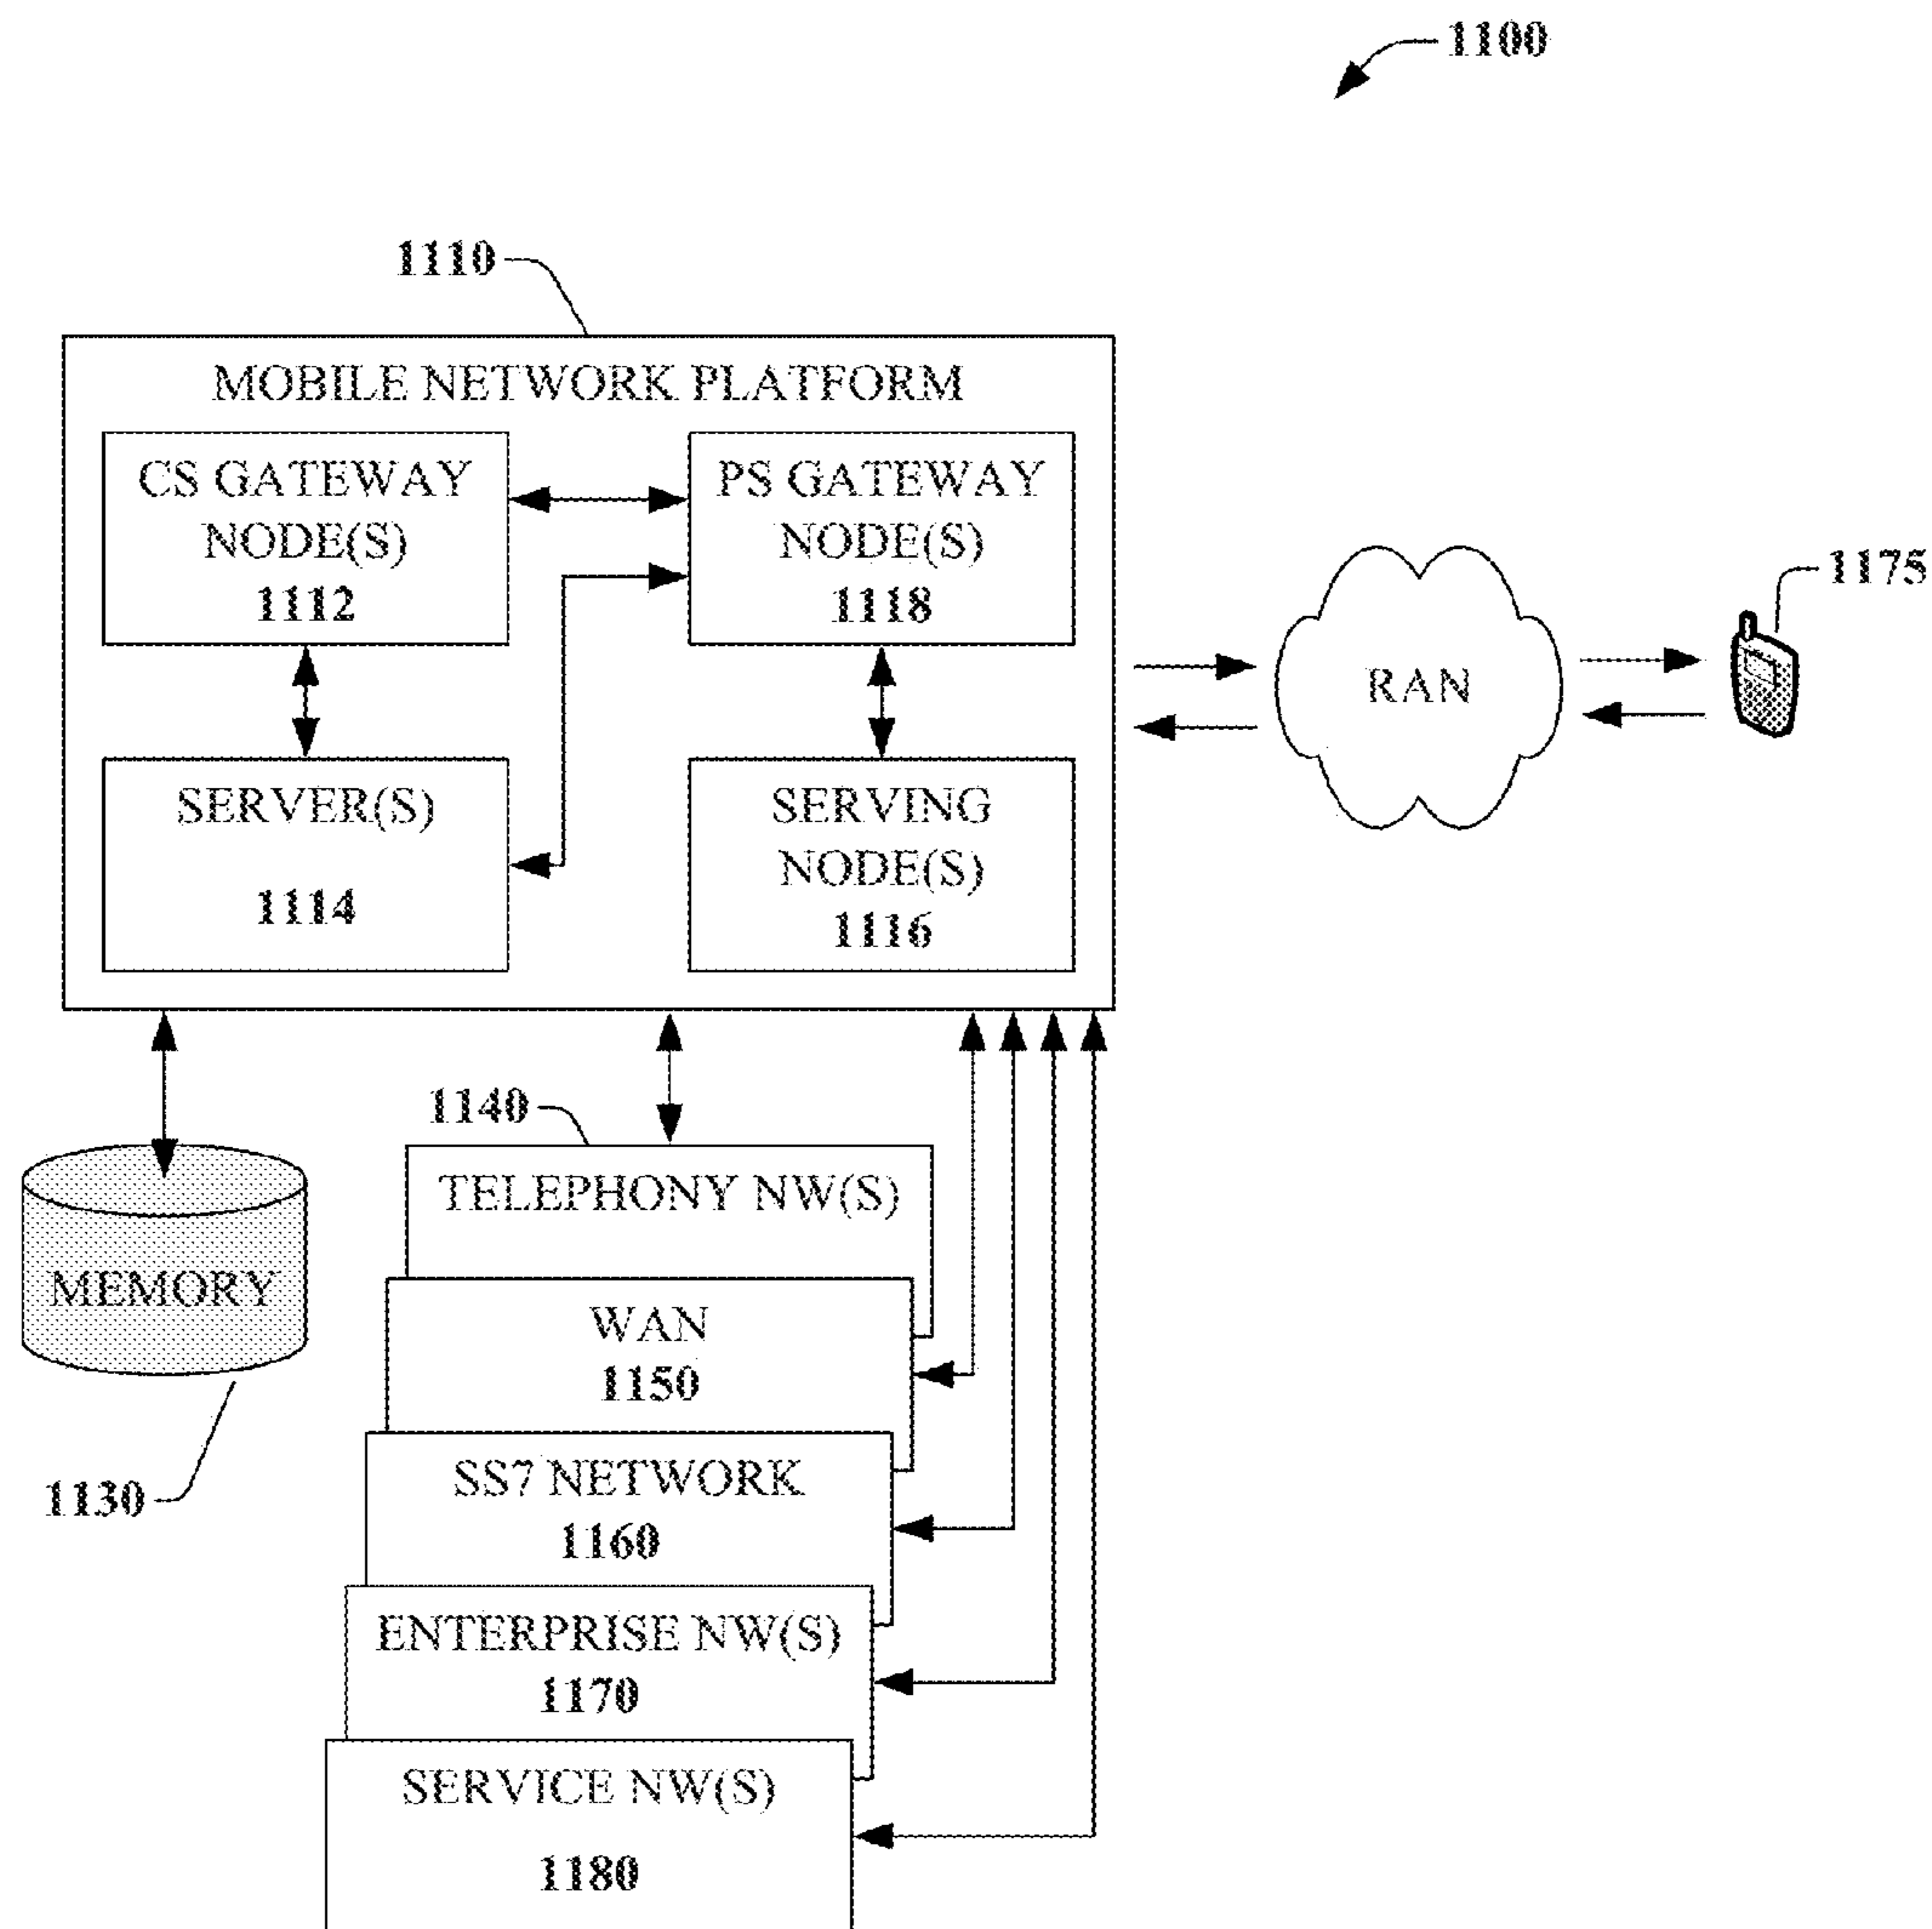 1100
1110
MOBILE NETWORK PLATFORM
CS GATEWAY
NODE(S)
1112
PS GATEWAY
NODE(S)
1118
SERVER(S)
1114
SERVING
NODE(S)
1116
RAN
1175
1140
TELEPHONY NW(S)
MEMORY
1130
WAN
1150
SS7 NETWORK
1160
ENTERPRISE NW(S)
1170
SERVICE NW(S)
1180